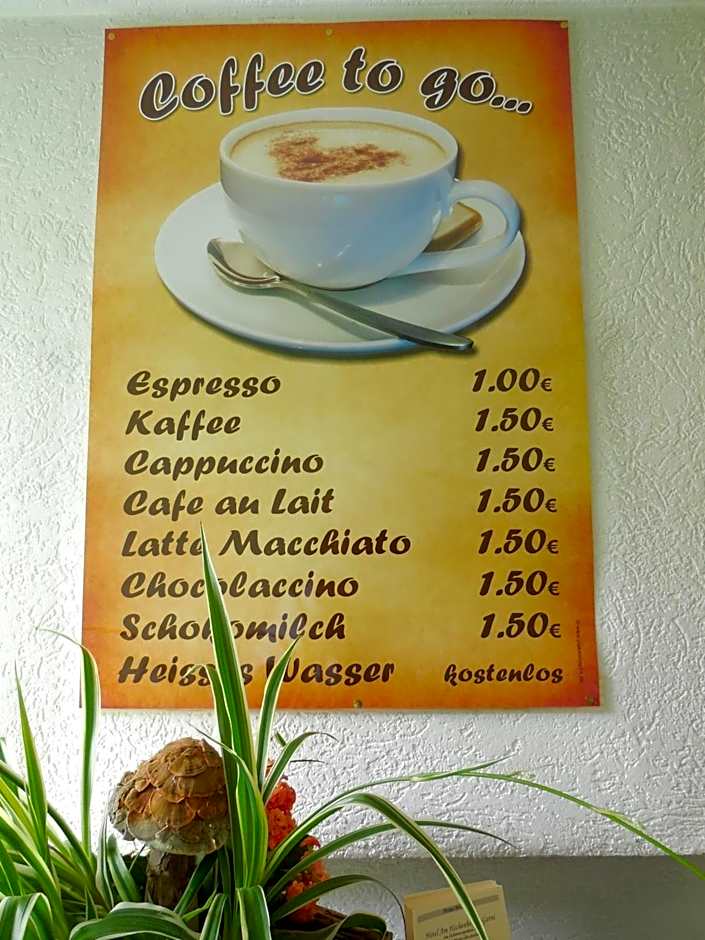 Coffee to go...
Espresso 1.00€
Kaffee 1.50€
Cappuccino 1.50€
Cafe au Lait 1.50€
Latte Macchiato 1.50€
Chocolaccino 1.50€
Schokomilch 1.50€
Heisses Wasser kostenlos